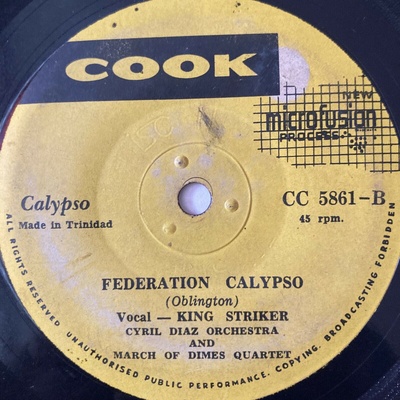 COOK
NEW
microfusion
PROCESS
Calypso
Made in Trinidad
CC 5861-B
45 rpm.
FEDERATION CALYPSO
(Oblington)
Vocal — KING STRIKER
CYRIL DIAZ ORCHESTRA
AND
MARCH OF DIMES QUARTET
ALL RIGHTS RESERVED UNAUTHORISED PUBLIC PERFORMANCE. COPYING. BROADCASTING FORBIDDEN